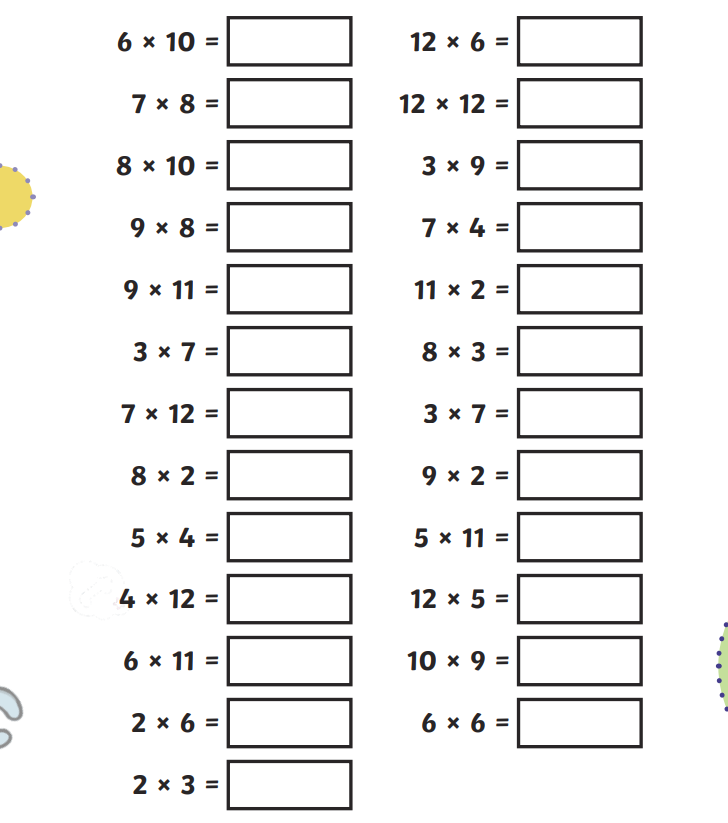 6 × 10 =
7 × 8 =
8 × 10 =
9 × 8 =
9 × 11 =
3 × 7 =
7 × 12 =
8 × 2 =
5 × 4 =
4 × 12 =
6 × 11 =
2 × 6 =
2 × 3 =
12 × 6 =
12 × 12 =
3 × 9 =
7 × 4 =
11 × 2 =
8 × 3 =
3 × 7 =
9 × 2 =
5 × 11 =
12 × 5 =
10 × 9 =
6 × 6 =